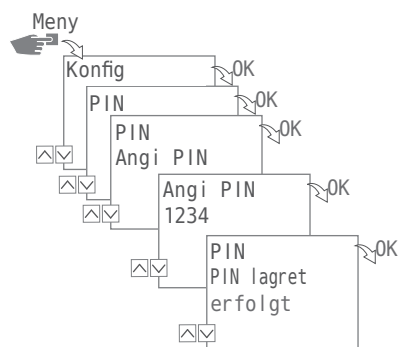 Meny
Konfig
OK
PIN
OK
PIN
OK
Angi PIN
Angi PIN
OK
1234
PIN
OK
PIN lagret
erfolgt